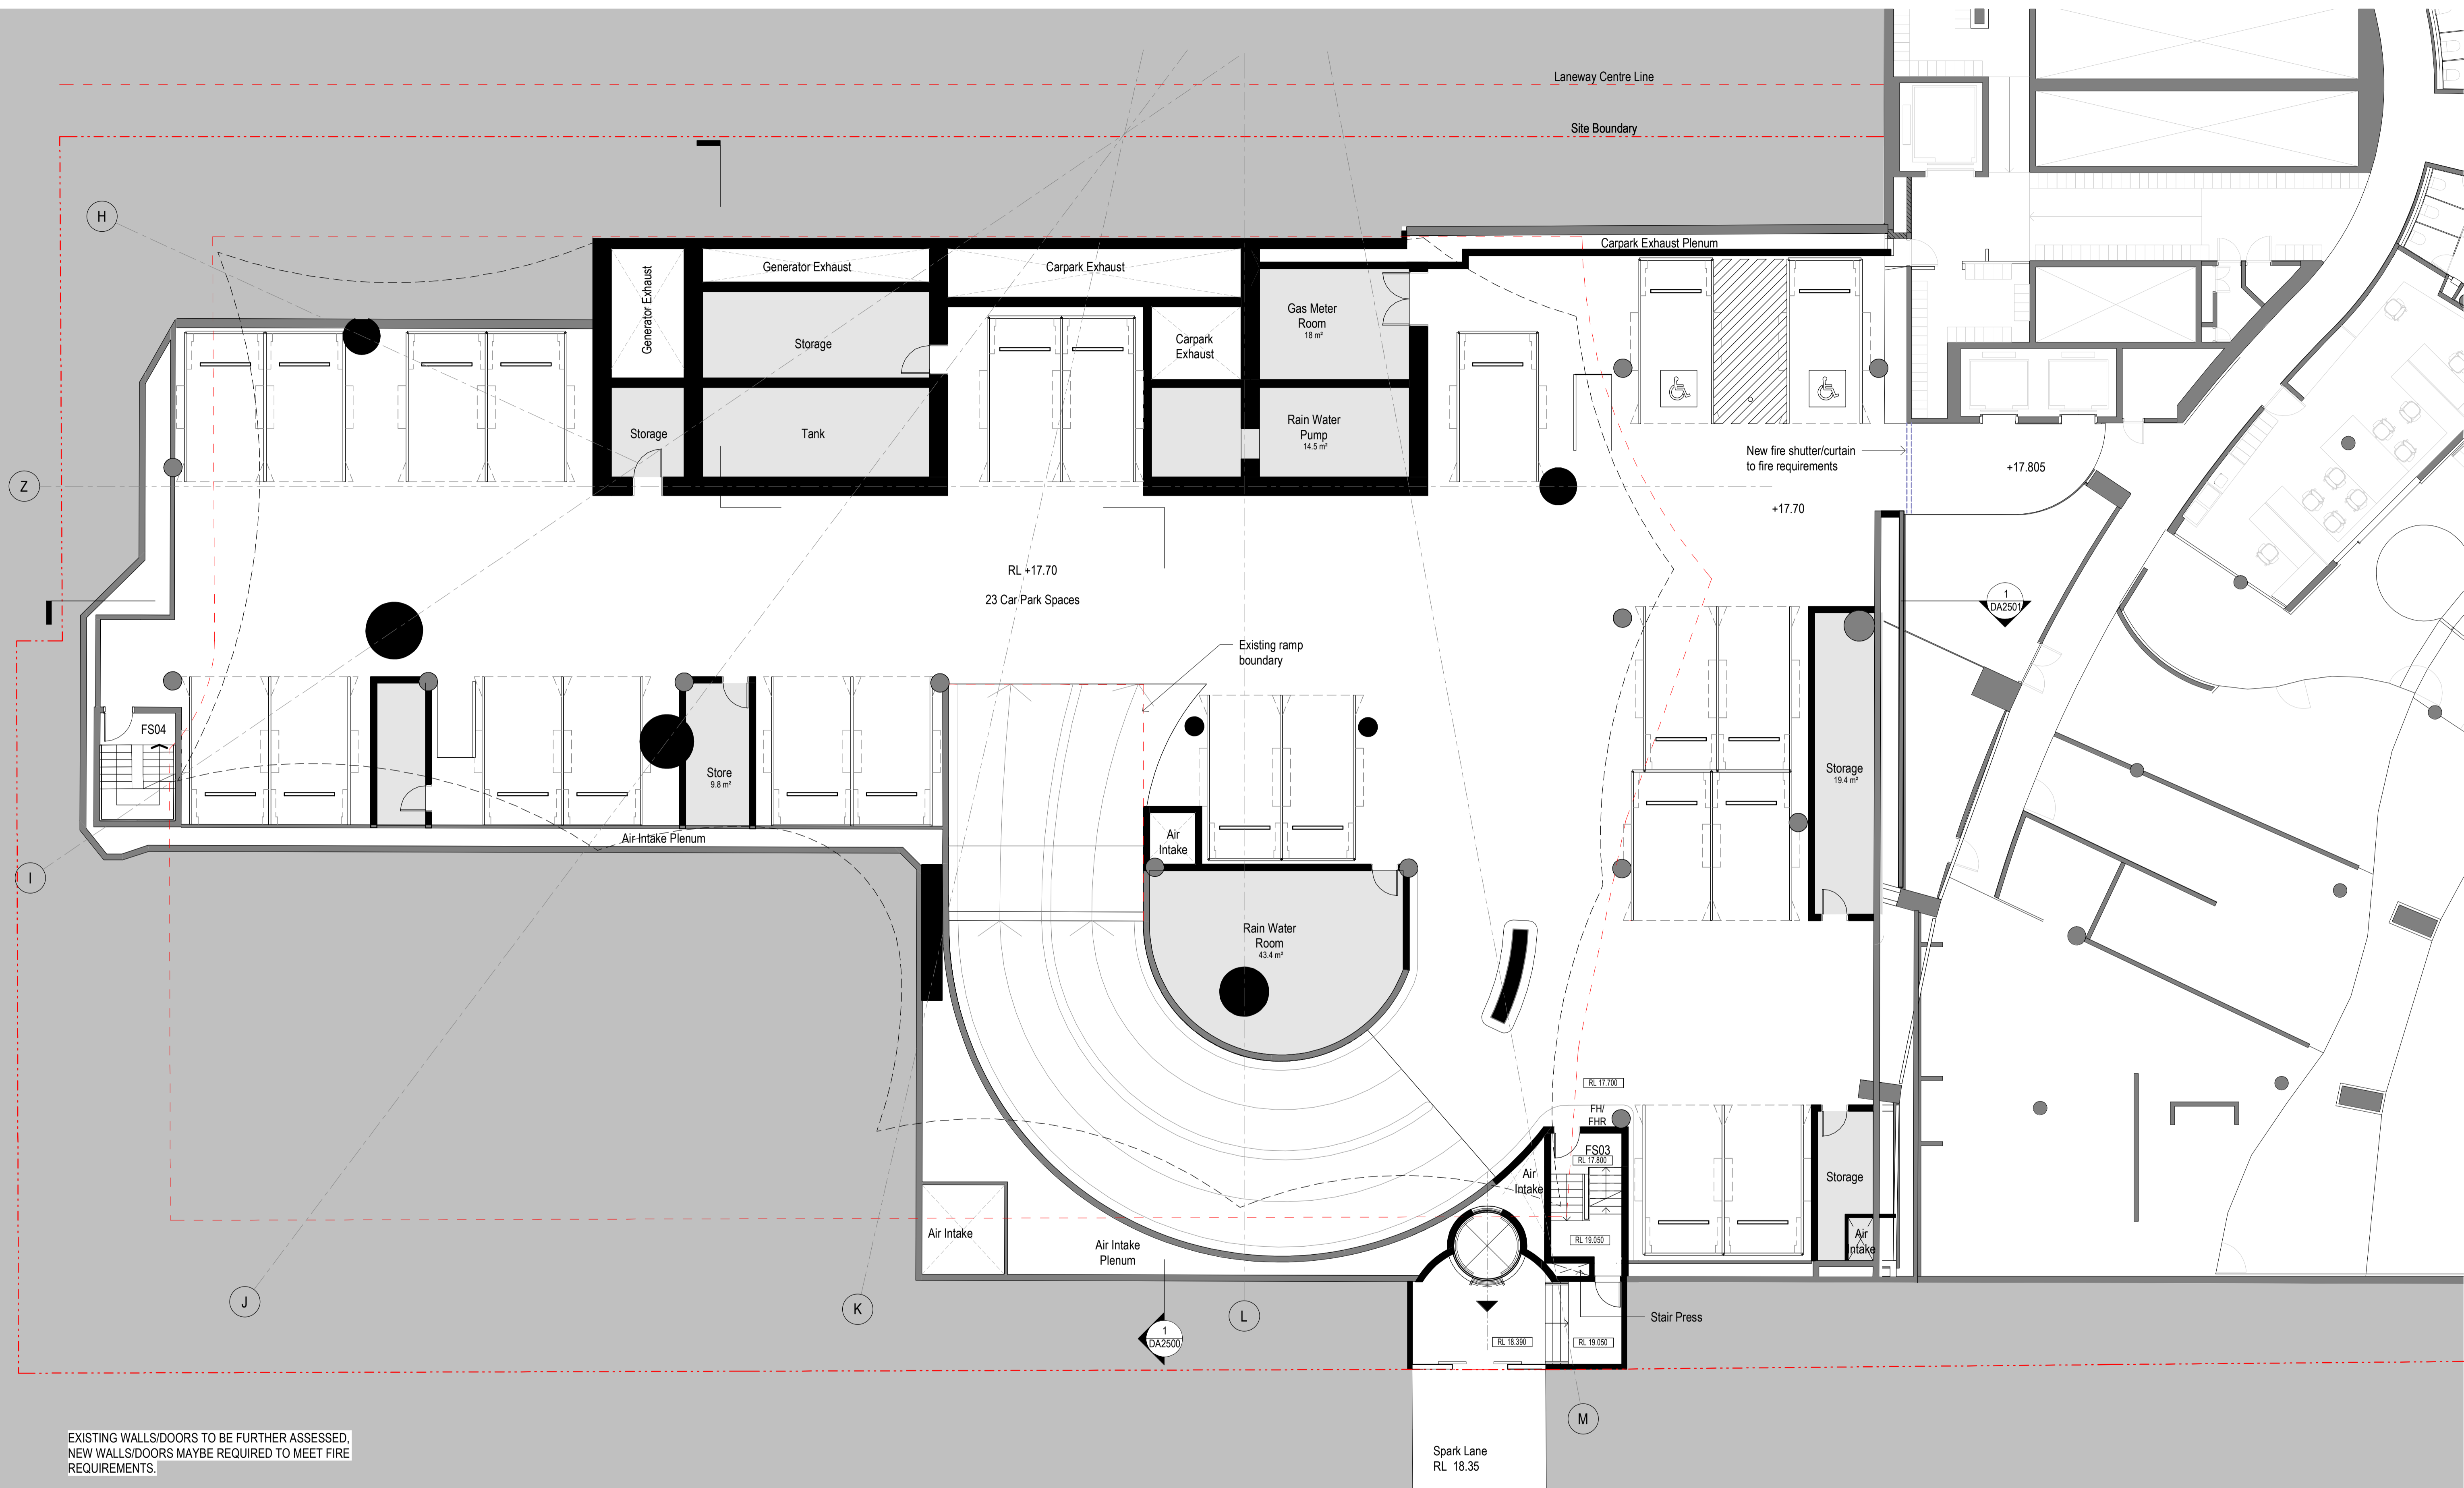 Laneway Centre Line
Site Boundary
H
Carpark Exhaust Plenum
Generator Exhaust
Generator Exhaust
Carpark Exhaust
Gas Meter
Room
18 m²
Storage
Carpark
Exhaust
Rain Water
Pump
14.5 m²
Storage
Tank
New fire shutter/curtain
to fire requirements
+17.805
Z
+17.70
RL +17.70
23 Car Park Spaces
1
DA2501
Existing ramp
boundary
FS04
Store
9.8 m²
Storage
19.4 m²
Air Intake Plenum
Air
Intake
I
Rain Water
Room
43.4 m²
RL 17.700
FH/
FHR
FS03
RL 17.800
Air
Intake
Storage
Air Intake
Air Intake
Plenum
RL 19.050
Air
Intake
J
K
L
1
DA2500
Stair Press
RL 18.390
RL 19.050
M
EXISTING WALLS/DOORS TO BE FURTHER ASSESSED,
NEW WALLS/DOORS MAYBE REQUIRED TO MEET FIRE
REQUIREMENTS.
Spark Lane
RL 18.35